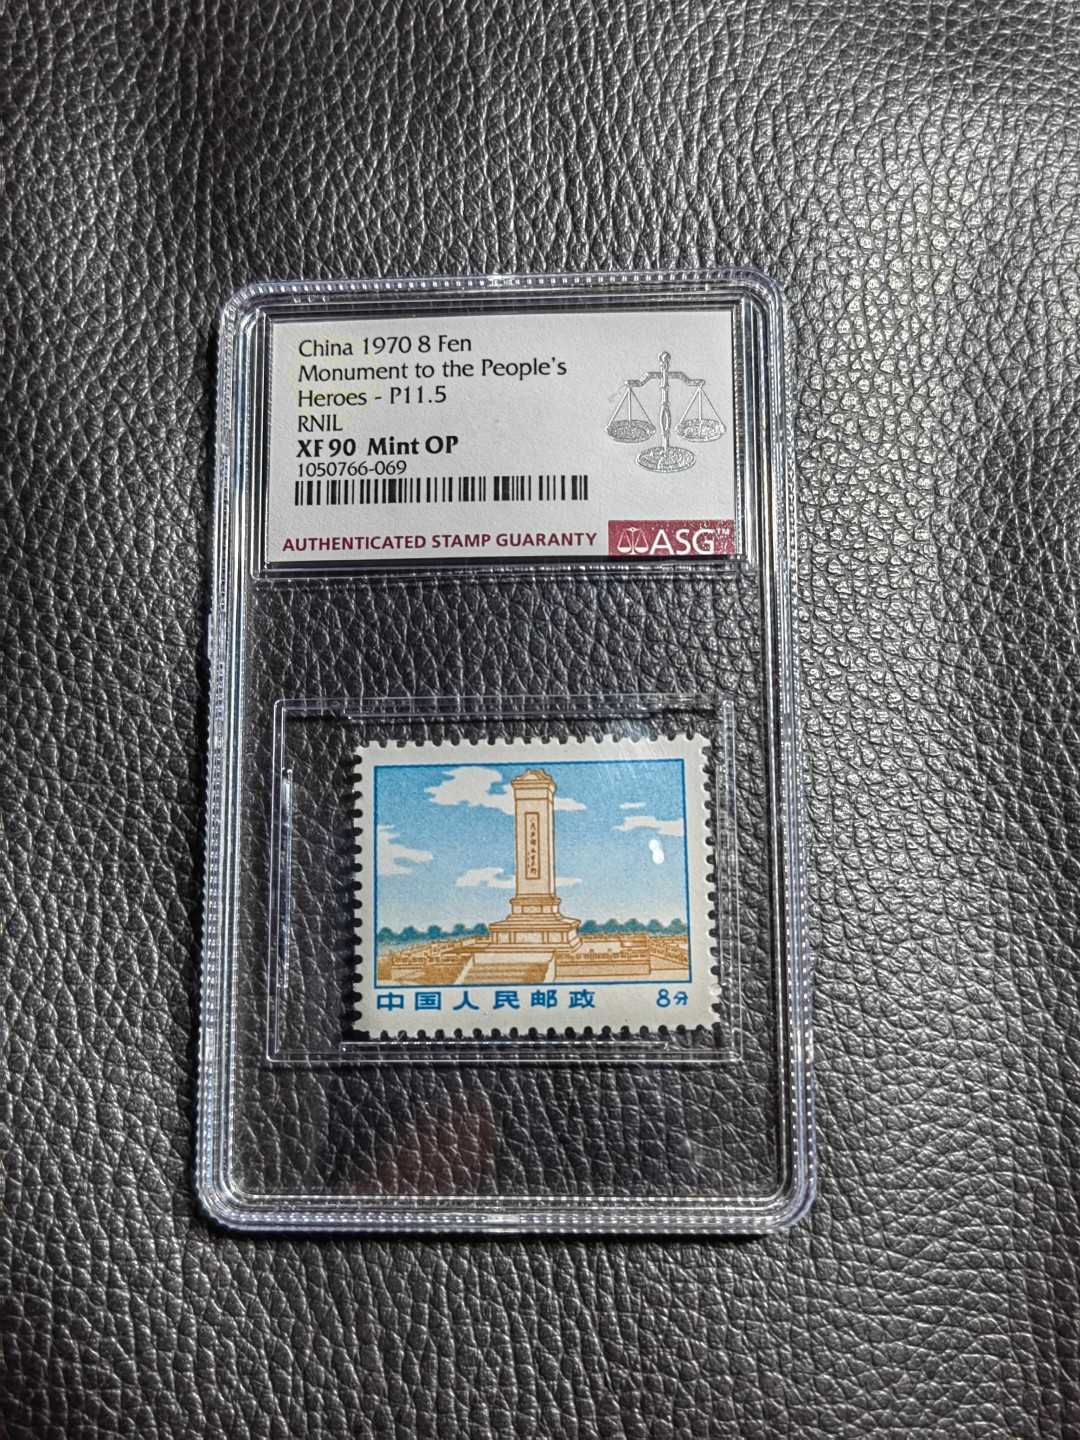 China 1970 8 Fen
Monument to the People's
Heroes - P11.5
RNIL
XF 90 Mint OP
1050766-069
AUTHENTICATED STAMP GUARANTY
ASG™
中国人民邮政 8分